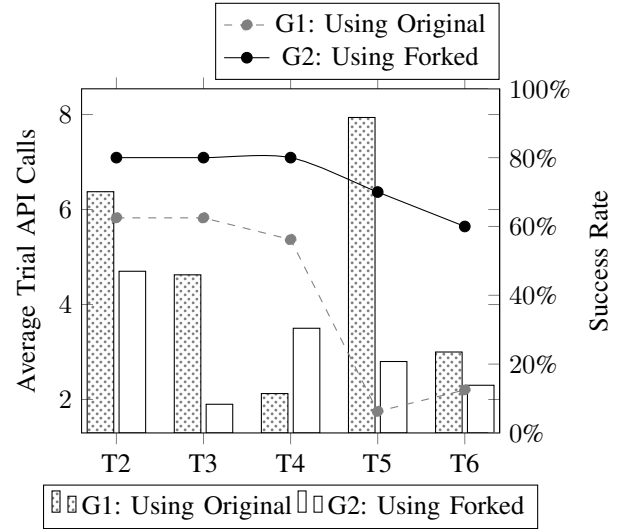 G1: Using Original
G2: Using Forked
Average Trial API Calls
8
6
4
2
100%
80%
60%
40%
20%
0%
Success Rate
T2 T3 T4 T5 T6
G1: Using Original G2: Using Forked